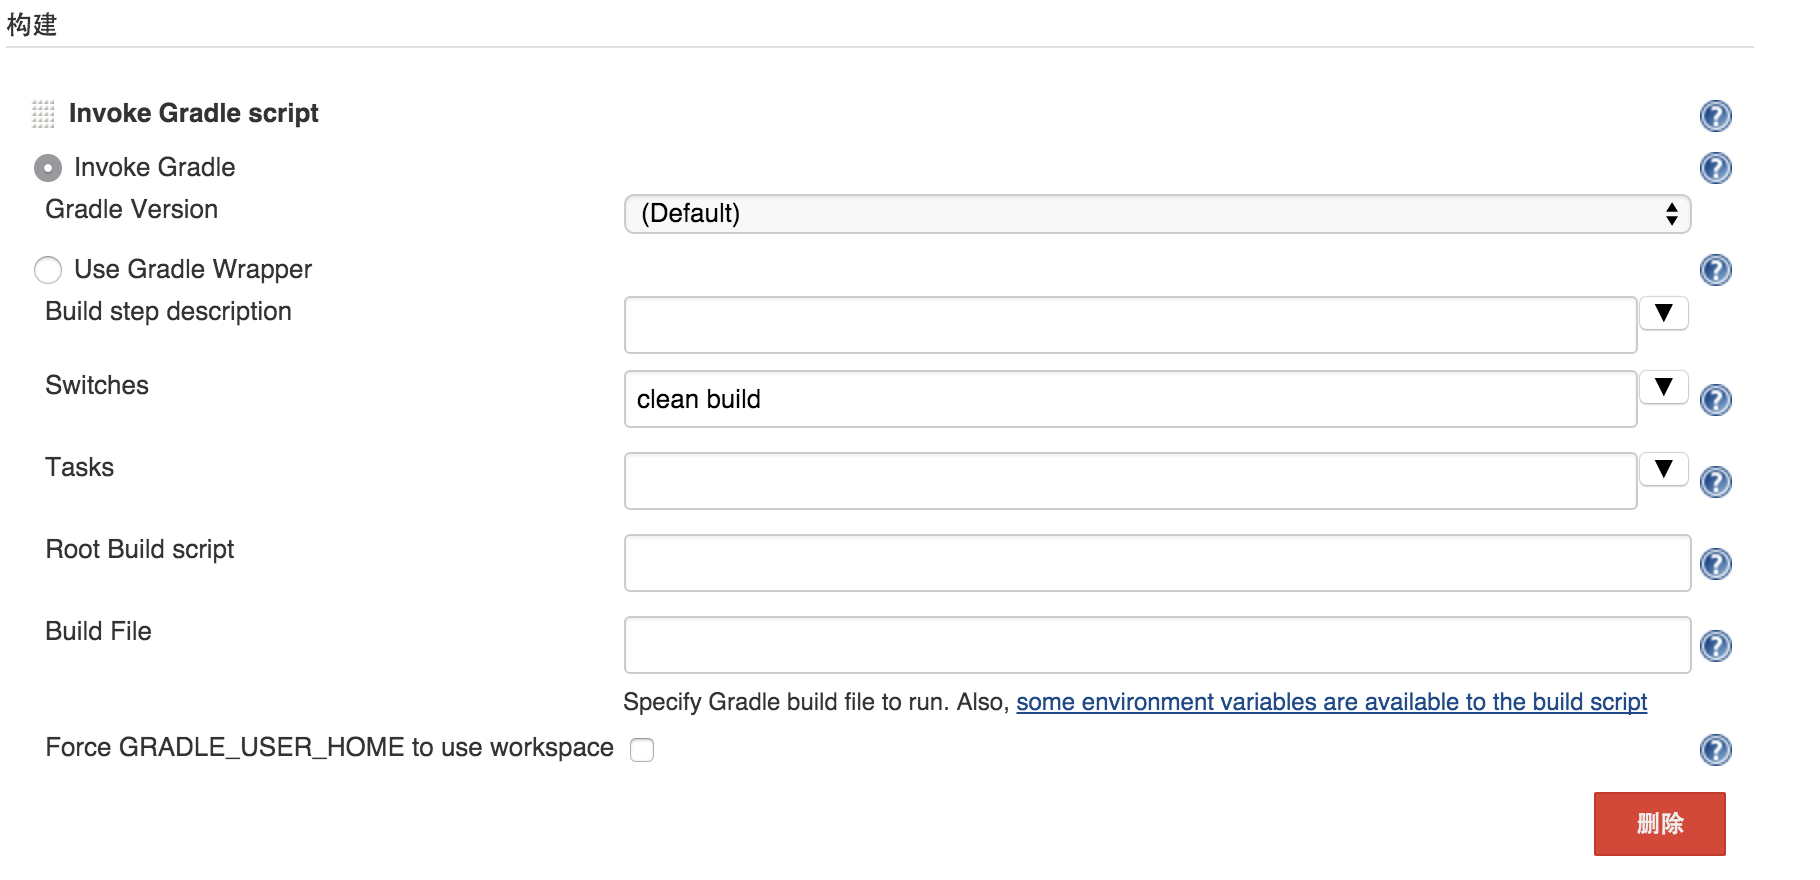 构建
Invoke Gradle script
Invoke Gradle
Gradle Version
(Default)
Use Gradle Wrapper
Build step description
Switches
clean build
Tasks
Root Build script
Build File
Specify Gradle build file to run. Also, some environment variables are available to the build script
Force GRADLE_USER_HOME to use workspace
删除